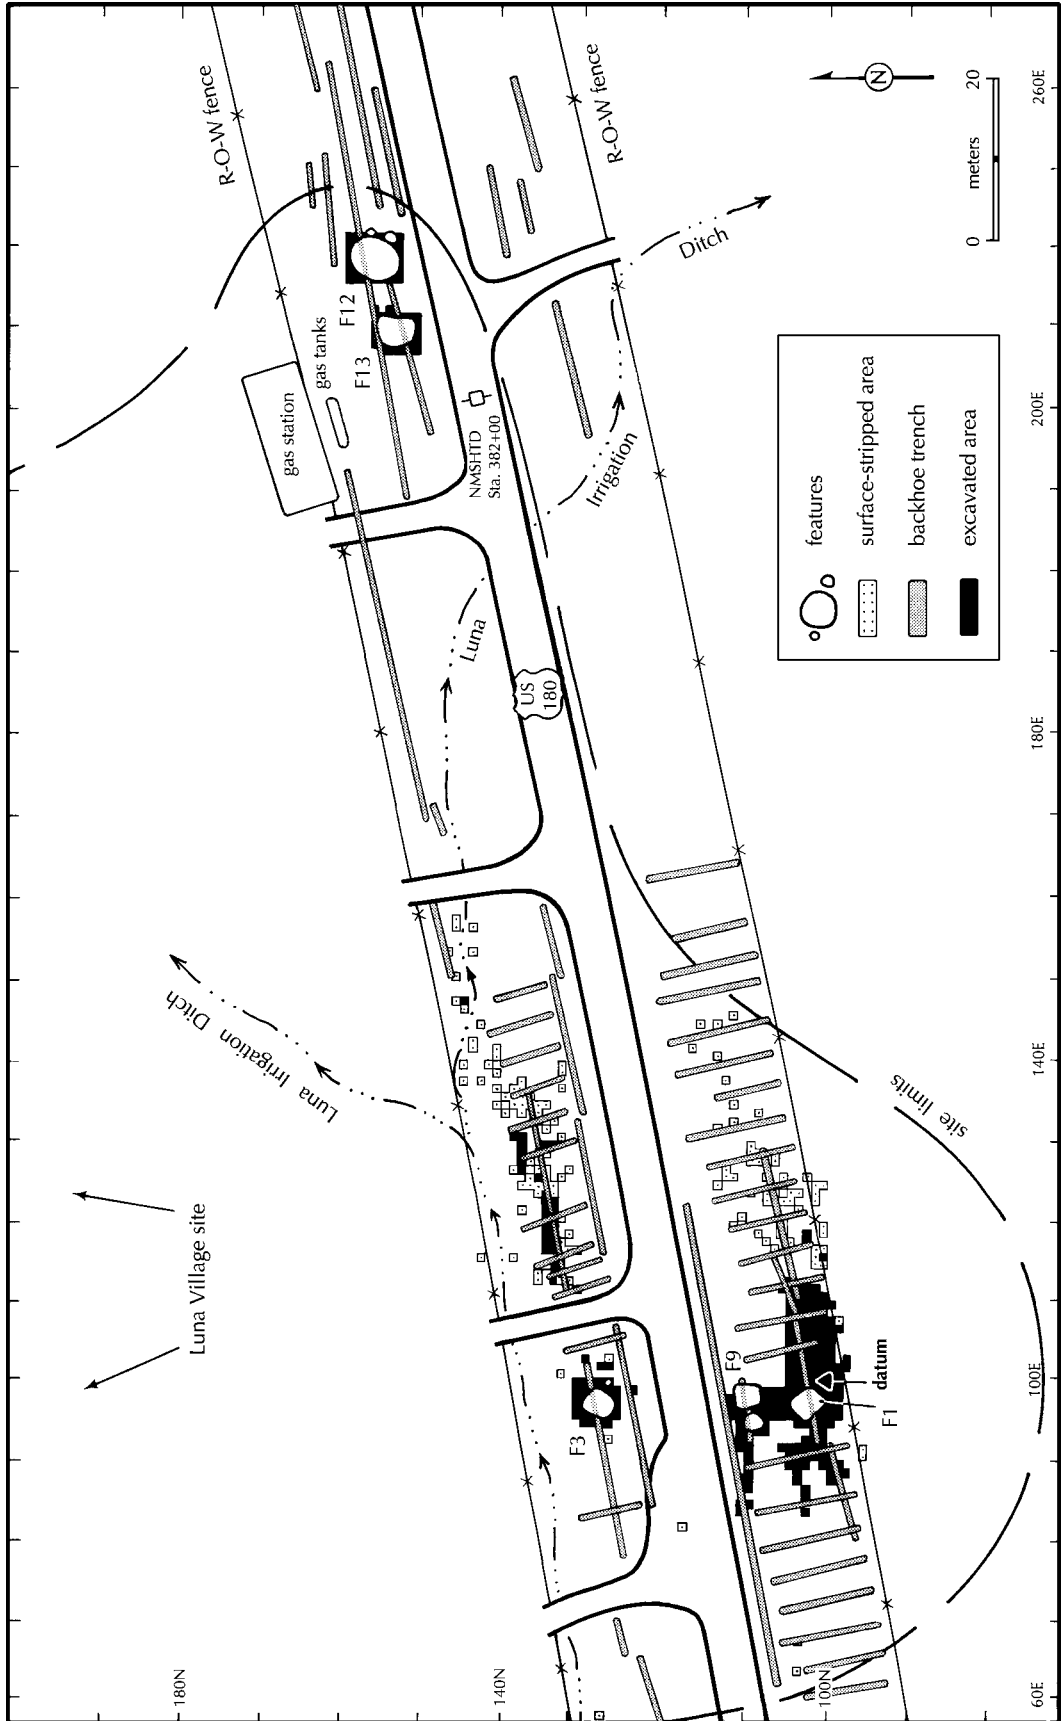 180N
140N
100N
60E
100E
140E
180E
200E
260E
Luna Village site
Luna Irrigation Ditch
R-O-W fence
R-O-W fence
gas station
gas tanks
F12
F13
NMSHTD
Sta. 382+00
Luna
Irrigation
Ditch
US
180
F3
F9
F1
datum
site limits
N
0
meters
20
features
surface-stripped area
backhoe trench
excavated area